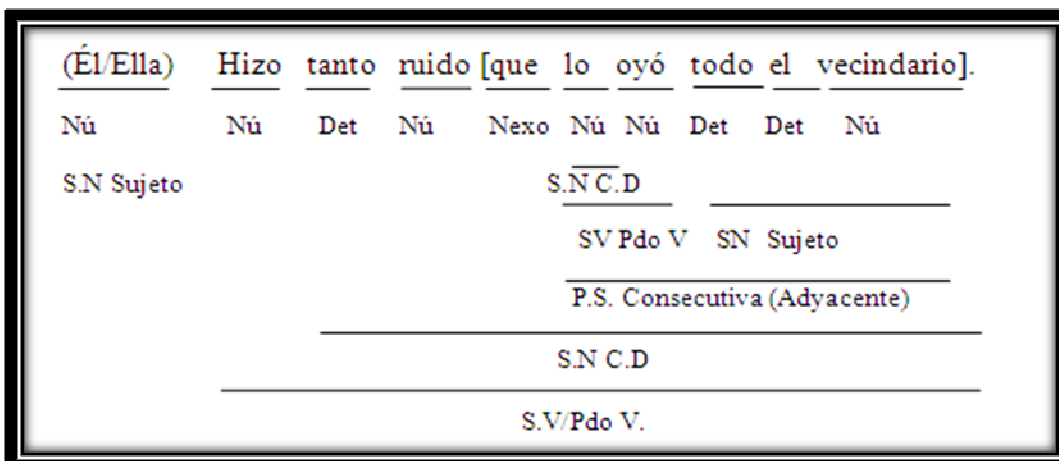 (Él/Ella) Hizo tanto ruido [que lo oyó todo el vecindario].
Nú Nú Det Nú Nexo Nú Nú Det Det Nú
S.N Sujeto S.N C.D
SV Pdo V SN Sujeto
P.S. Consecutiva (Adyacente)
S.N C.D
S.V/Pdo V.